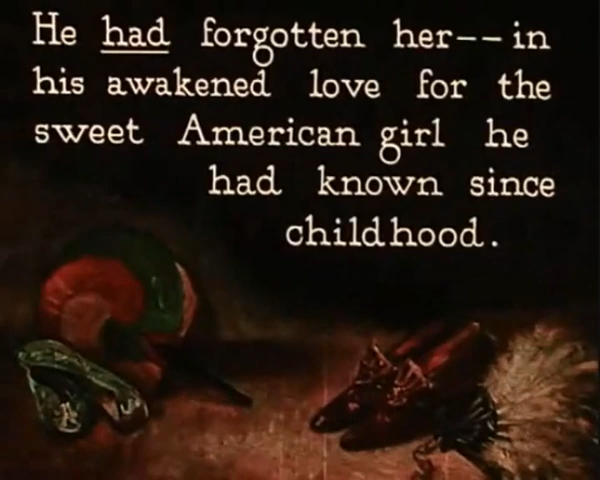 He had forgotten her--in
his awakened love for the
sweet American girl he
had known since
childhood.